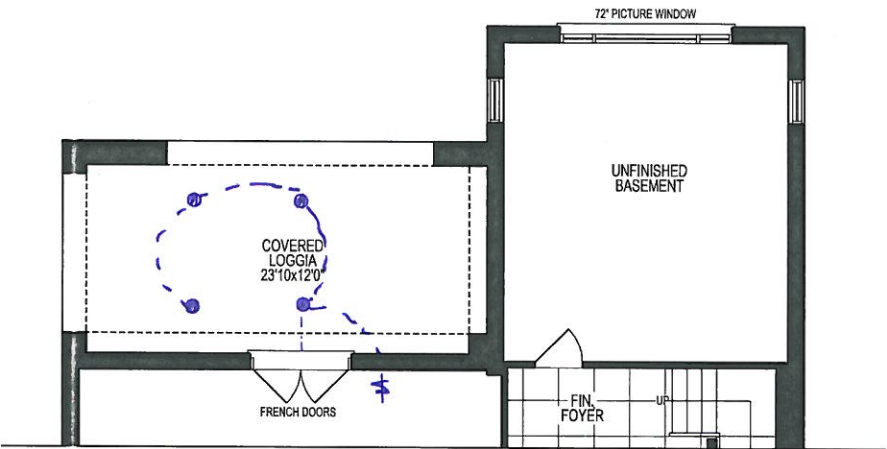 72" PICTURE WINDOW
UNFINISHED
BASEMENT
COVERED
LOGGIA
23'10x12'0"
FRENCH DOORS
FIN.
FOYER
UP